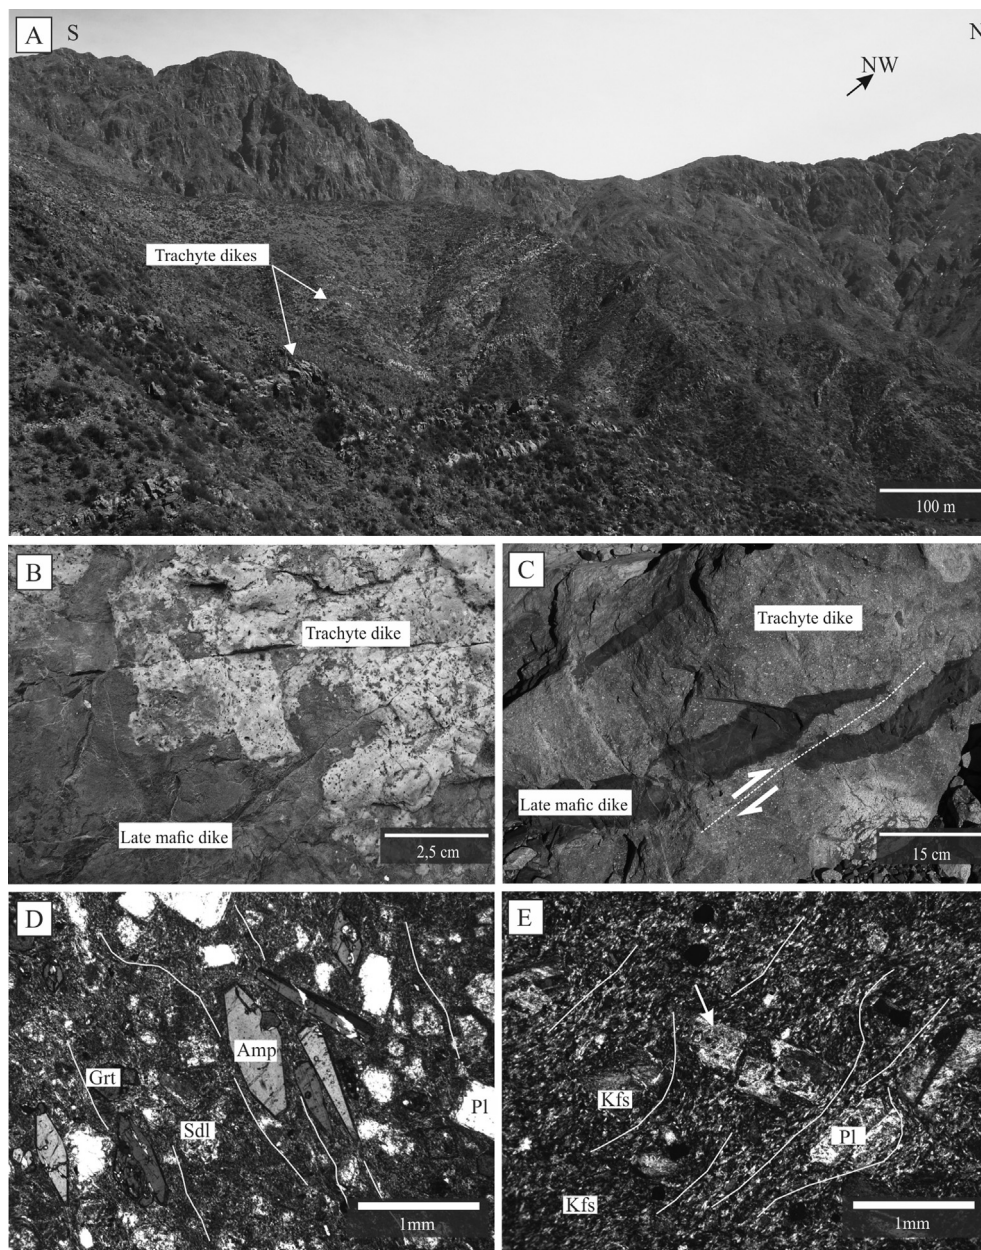 A
S
N
NW
Trachyte dikes
100 m
B
Trachyte dike
Late mafic dike
2,5 cm
C
Trachyte dike
Late mafic dike
15 cm
D
Amp
Grt
Sdl
Pl
1mm
E
Kfs
Pl
Kfs
1mm